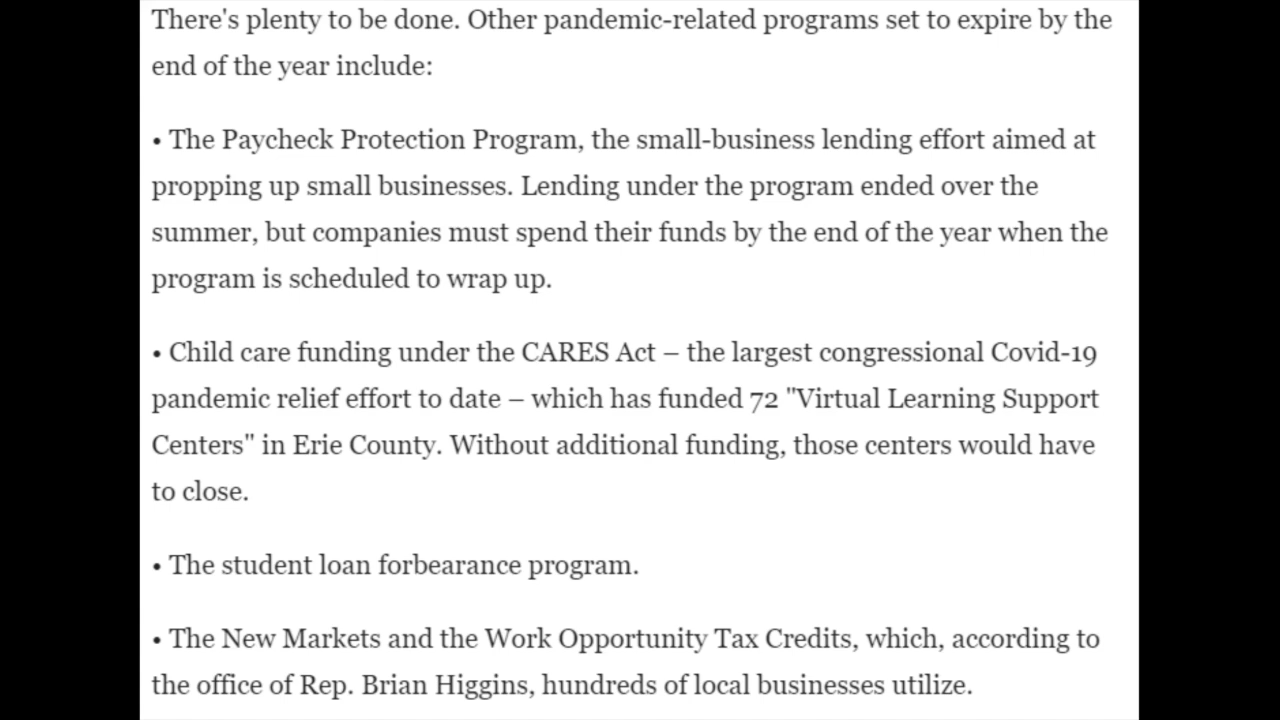 There's plenty to be done. Other pandemic-related programs set to expire by the
end of the year include:
• The Paycheck Protection Program, the small-business lending effort aimed at
propping up small businesses. Lending under the program ended over the
summer, but companies must spend their funds by the end of the year when the
program is scheduled to wrap up.
• Child care funding under the CARES Act – the largest congressional Covid-19
pandemic relief effort to date – which has funded 72 "Virtual Learning Support
Centers" in Erie County. Without additional funding, those centers would have
to close.
• The student loan forbearance program.
• The New Markets and the Work Opportunity Tax Credits, which, according to
the office of Rep. Brian Higgins, hundreds of local businesses utilize.